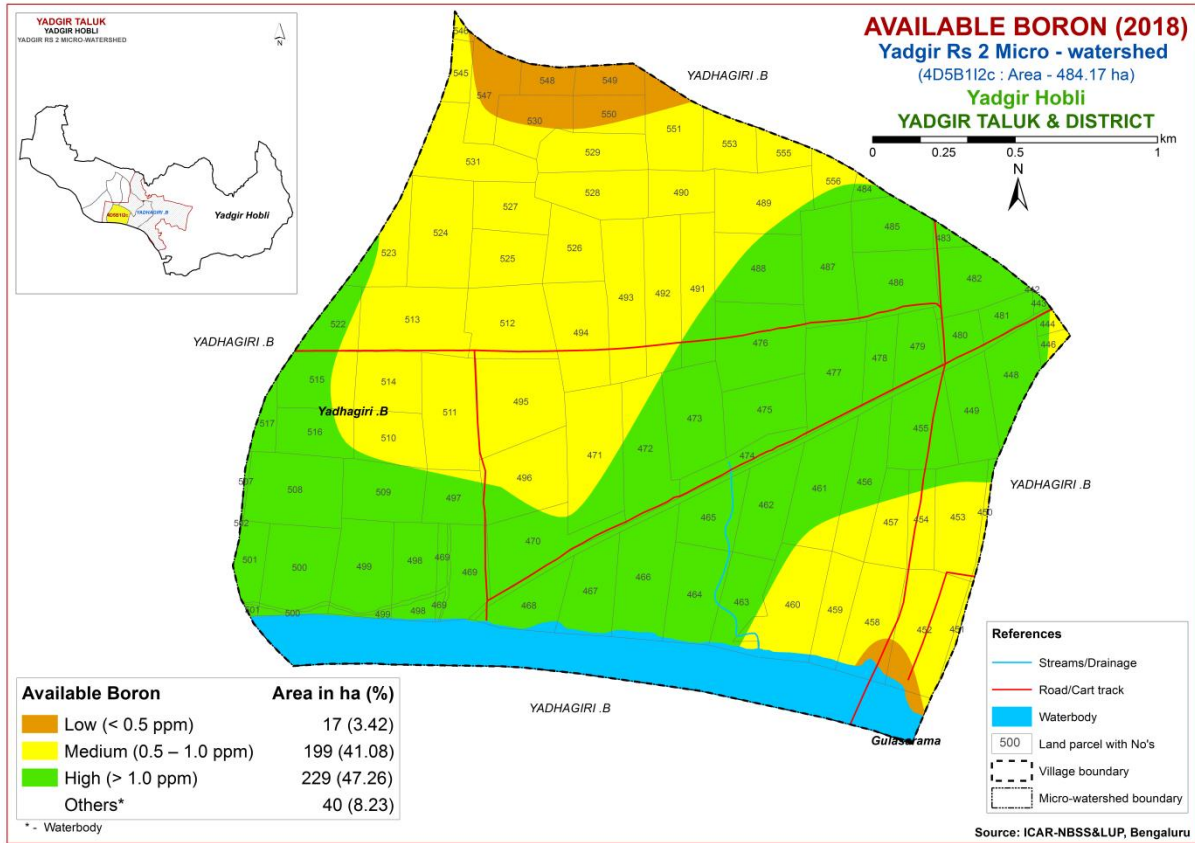 YADGIR TALUK
YADGIR HOBLI
YADGIR RS 2 MICRO-WATERSHED
N
4D5B1I2c
YADHAGIRI .B
Yadgir Hobli
AVAILABLE BORON (2018)
Yadgir Rs 2 Micro - watershed
(4D5B1I2c : Area - 484.17 ha)
Yadgir Hobli
YADGIR TALUK & DISTRICT
km
0 0.25 0.5 1
N
546
545
YADHAGIRI .B
548 549
547
530 550
551
553
555
529
531
556
484
528 490
489
527
485
483
524
526
523
525
488 487
486
482
491
492
493
442
443
481
513 512
522
494
444
480
YADHAGIRI .B
476
479
446
478
477
448
515 514
495
Yadhagiri .B
511
475
449
517
473
516
510
472
455
471
474
496
507
508 509
497
462
461
456
YADHAGIRI .B
450
465
457 454 453
502
470
501
500 499 498 469
469
466
467
464
463
460
459
468
501 500 499 498 469
458
452 451
YADHAGIRI .B
Gulasarama
Available Boron Area in ha (%)
Low (< 0.5 ppm) 17 (3.42)
Medium (0.5 – 1.0 ppm) 199 (41.08)
High (> 1.0 ppm) 229 (47.26)
Others* 40 (8.23)
* - Waterbody
References
Streams/Drainage
Road/Cart track
Waterbody
500 Land parcel with No's
Village boundary
Micro-watershed boundary
Source: ICAR-NBSS&LUP, Bengaluru